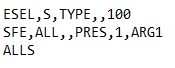 ESEL,S,TYPE,,100
SFE,ALL,,PRES,1,ARG1
ALLS